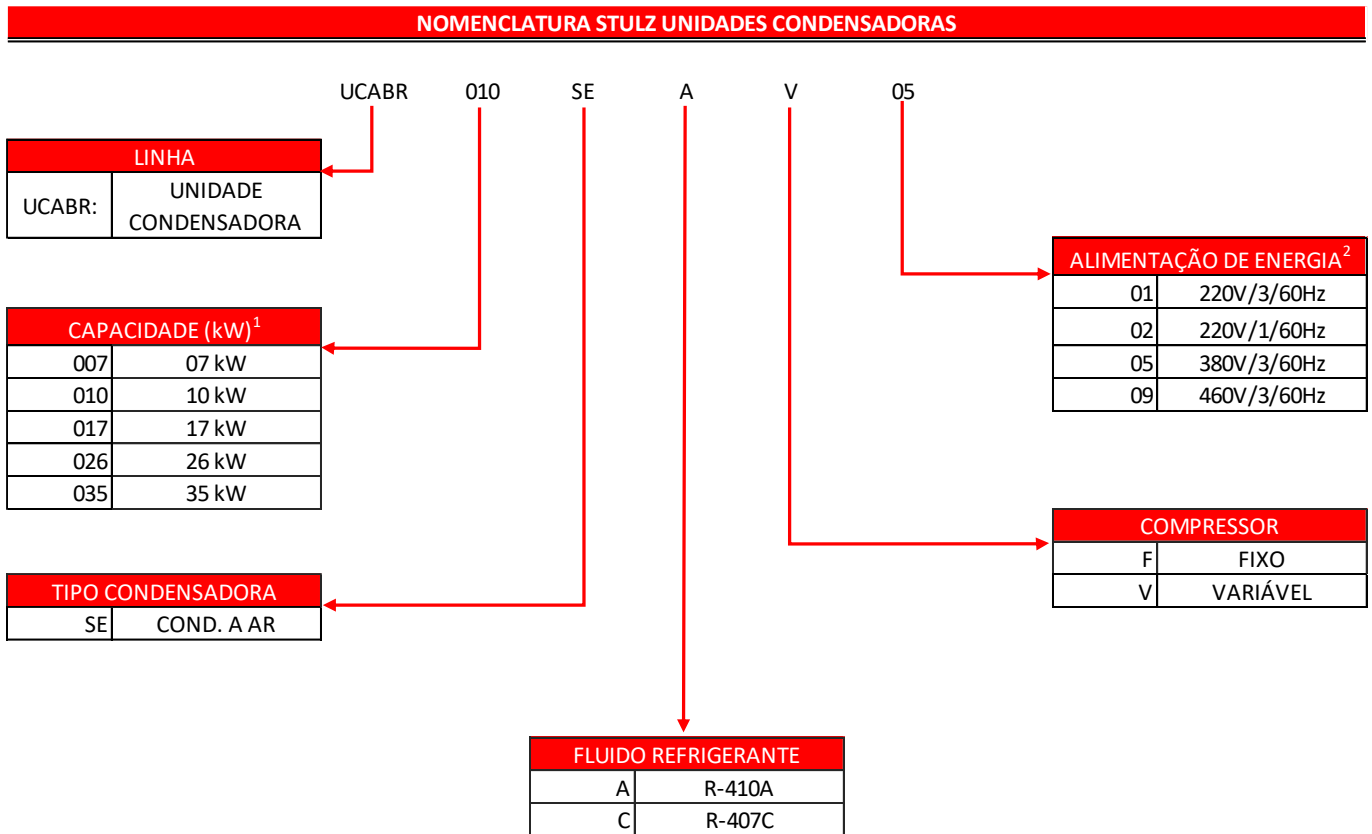 NOMENCLATURA STULZ UNIDADES CONDENSADORAS
UCABR 010 SE A V 05
LINHA
UCABR: UNIDADE
CONDENSADORA
ALIMENTAÇÃO DE ENERGIA²
01 220V/3/60Hz
02 220V/1/60Hz
05 380V/3/60Hz
09 460V/3/60Hz
CAPACIDADE (kW)¹
007 07 kW
010 10 kW
017 17 kW
026 26 kW
035 35 kW
COMPRESSOR
F FIXO
V VARIÁVEL
TIPO CONDENSADORA
SE COND. A AR
FLUIDO REFRIGERANTE
A R-410A
C R-407C